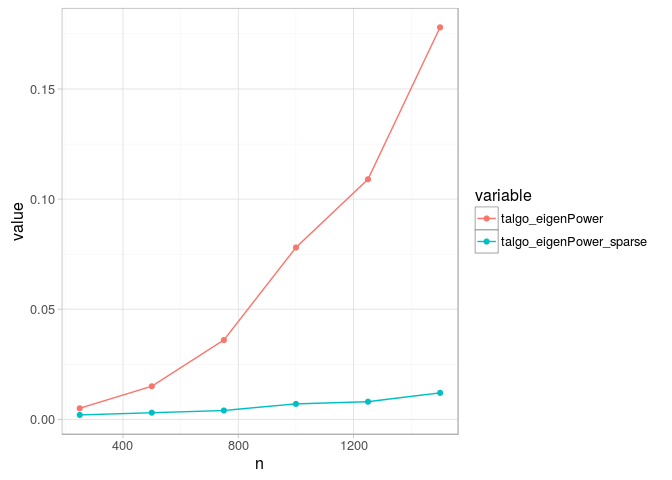 value
0.15
0.10
0.05
0.00
400 800 1200
n
variable
talgo_eigenPower
talgo_eigenPower_sparse